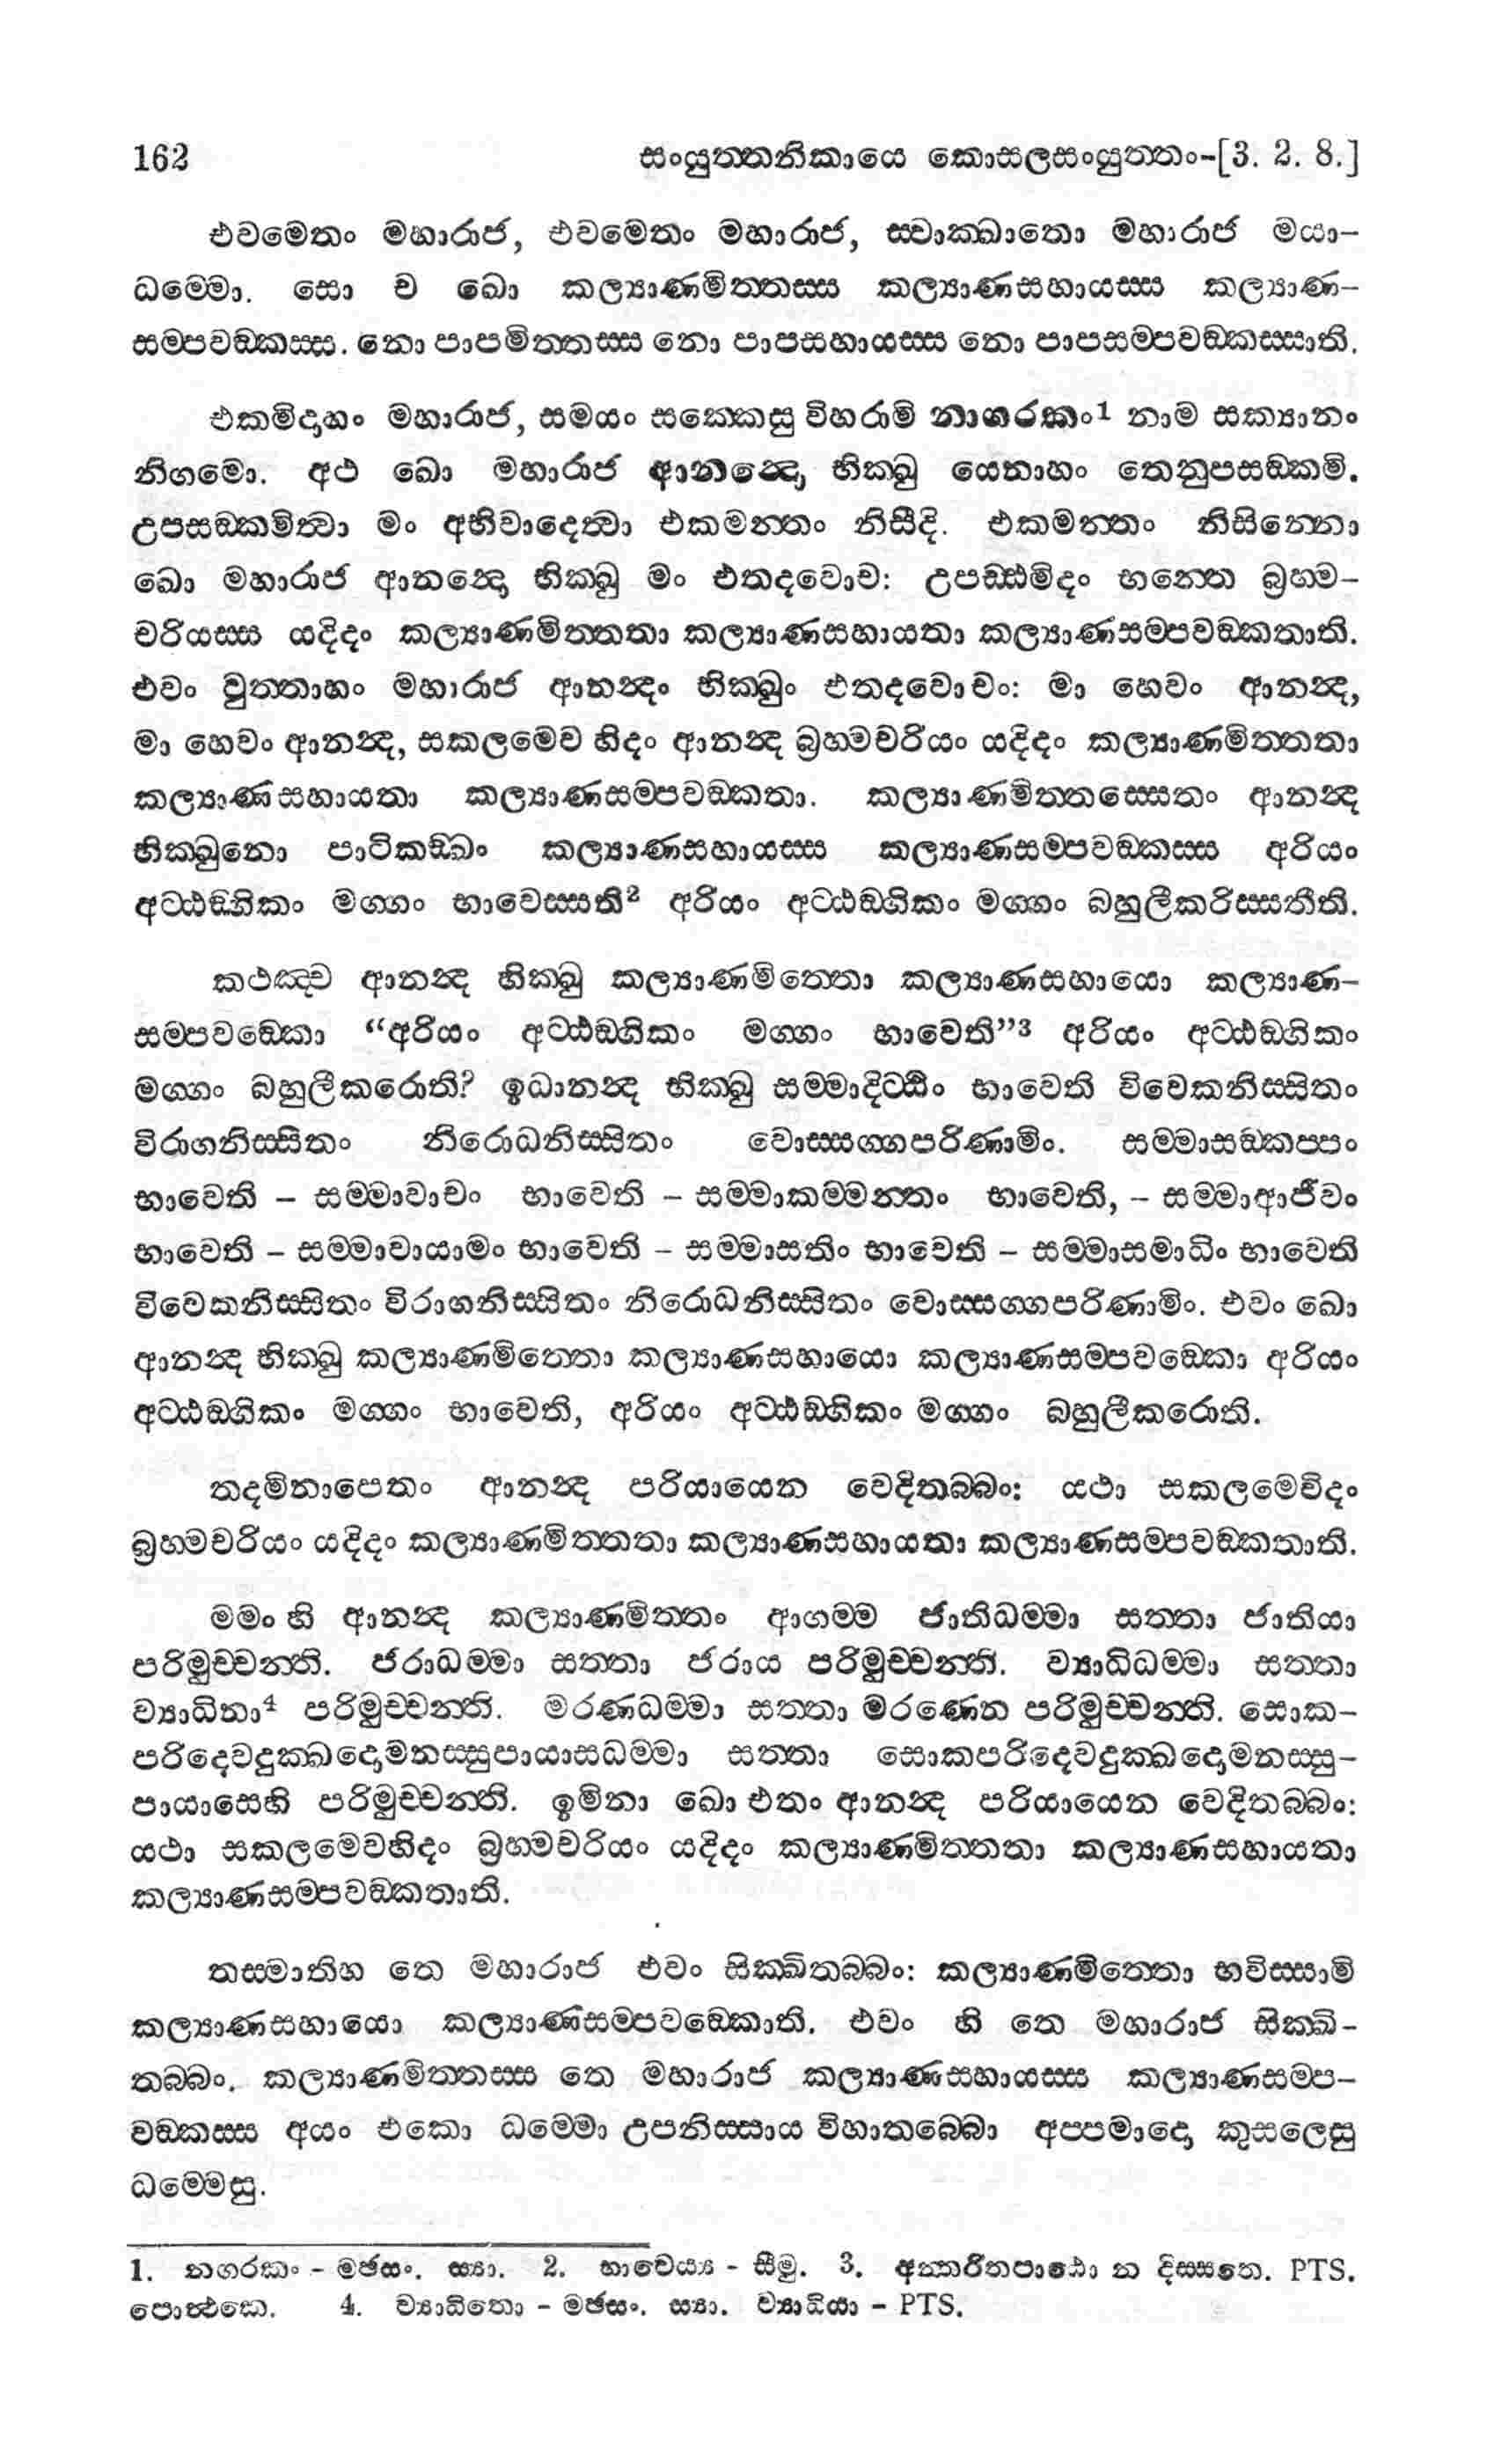 162 සංයුත්තනිකායෙ කොසලසංයුත්තං-[3. 2. 8.]
එවමෙතං මහාරාජ, එවමෙතං මහාරාජ, ස්වාක්ඛාතො මහාරාජ මයා-
ධම්මො. සො ච ඛො කල්‍යාණමිත්තස්ස කල්‍යාණසහායස්ස කල්‍යාණ-
සම්පවඞ්කස්ස. නො පාපමිත්තස්ස නො පාපසහායස්ස නො පාපසම්පවඞ්කස්සාති.
එකමිදාහං මහාරාජ, සමයං සක්කෙසු විහරාමි නාගරකං1 නාම සක්‍යානං
නිගමො. අථ ඛො මහාරාජ ආනන්දො භික්ඛු යෙනාහං තෙනුපසඞ්කමි.
උපසඞ්කමිත්වා මං අභිවාදෙත්වා එකමන්තං නිසීදි. එකමන්තං නිසින්නො
ඛො මහාරාජ ආනන්දො භික්ඛු මං එතදවොච: උපඩ්ඪමිදං භන්තෙ බ්‍රහ්ම-
චරියස්ස යදිදං කල්‍යාණමිත්තතා කල්‍යාණසහායතා කල්‍යාණසම්පවඞ්කතාති.
එවං වුත්තාහං මහාරාජ ආනන්දං භික්ඛුං එතදවොචං: මා හෙවං ආනන්ද,
මා හෙවං ආනන්ද, සකලමෙව හිදං ආනන්ද බ්‍රහ්මචරියං යදිදං කල්‍යාණමිත්තතා
කල්‍යාණසහායතා කල්‍යාණසම්පවඞ්කතා. කල්‍යාණමිත්තස්සෙතං ආනන්ද
භික්ඛුනො පාටිකඞ්ඛං කල්‍යාණසහායස්ස කල්‍යාණසම්පවඞ්කස්ස අරියං
අට්ඨඞ්ගිකං මග්ගං භාවෙස්සති2 අරියං අට්ඨඞ්ගිකං මග්ගං බහුලීකරිස්සතීති.
කථඤ්ච ආනන්ද භික්ඛු කල්‍යාණමිත්තො කල්‍යාණසහායො කල්‍යාණ-
සම්පවඞ්කො “අරියං අට්ඨඞ්ගිකං මග්ගං භාවෙති”3 අරියං අට්ඨඞ්ගිකං
මග්ගං බහුලීකරොති? ඉධානන්ද භික්ඛු සම්මාදිට්ඨිං භාවෙති විවෙකනිස්සිතං
විරාගනිස්සිතං නිරොධනිස්සිතං වොස්සග්ගපරිණාමිං. සම්මාසඞ්කප්පං
භාවෙති – සම්මාවාචං භාවෙති – සම්මාකම්මන්තං භාවෙති, – සම්මාආජීවං
භාවෙති – සම්මාවායාමං භාවෙති – සම්මාසතිං භාවෙති – සම්මාසමාධිං භාවෙති
විවෙකනිස්සිතං විරාගනිස්සිතං නිරොධනිස්සිතං වොස්සග්ගපරිණාමිං. එවං ඛො
ආනන්ද භික්ඛු කල්‍යාණමිත්තො කල්‍යාණසහායො කල්‍යාණසම්පවඞ්කො අරියං
අට්ඨඞ්ගිකං මග්ගං භාවෙති, අරියං අට්ඨඞ්ගිකං මග්ගං බහුලීකරොති.
තදමිනාපෙතං ආනන්ද පරියායෙන වෙදිතබ්බං: යථා සකලමෙවිදං
බ්‍රහ්මචරියං යදිදං කල්‍යාණමිත්තතා කල්‍යාණසහායතා කල්‍යාණසම්පවඞ්කතාති.
මමං හි ආනන්ද කල්‍යාණමිත්තං ආගම්ම ජාතිධම්මා සත්තා ජාතියා
පරිමුච්චන්ති. ජරාධම්මා සත්තා ජරාය පරිමුච්චන්ති. ව්‍යාධිධම්මා සත්තා
ව්‍යාධිනා4 පරිමුච්චන්ති. මරණධම්මා සත්තා මරණෙන පරිමුච්චන්ති. සොක-
පරිදෙවදුක්ඛදොමනස්සුපායාසධම්මා සත්තා සොකපරිදෙවදුක්ඛදොමනස්සු-
පායාසෙහි පරිමුච්චන්ති. ඉමිනා ඛො එතං ආනන්ද පරියායෙන වෙදිතබ්බං:
යථා සකලමෙවහිදං බ්‍රහ්මචරියං යදිදං කල්‍යාණමිත්තතා කල්‍යාණසහායතා
කල්‍යාණසම්පවඞ්කතාති.
තස්මාතිහ තෙ මහාරාජ එවං සික්ඛිතබ්බං: කල්‍යාණමිත්තො භවිස්සාමි
කල්‍යාණසහායො කල්‍යාණසම්පවඞ්කොති. එවං හි තෙ මහාරාජ සික්ඛි-
තබ්බං. කල්‍යාණමිත්තස්ස තෙ මහාරාජ කල්‍යාණසහායස්ස කල්‍යාණසම්ප-
වඞ්කස්ස අයං එකො ධම්මො උපනිස්සාය විහාතබ්බො අප්පමාදො කුසලෙසු
ධම්මෙසු.
1. නගරකං – මඡසං. ස්‍යා. 2. භාවෙය්‍ය – සීමු. 3. අන්තරිතපාඨො න දිස්සතෙ. PTS.
පොත්ථකෙ. 4. ව්‍යාධිතො – මඡසං. ස්‍යා. ව්‍යාධියා – PTS.